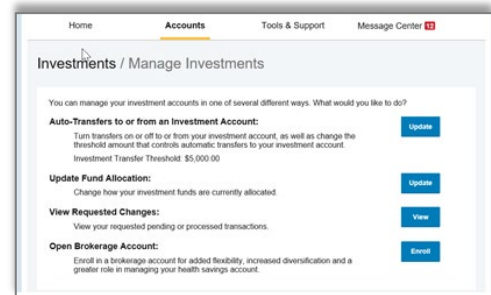 Home Accounts Tools & Support Message Center 12
Investments / Manage Investments
You can manage your investment accounts in one of several different ways. What would you like to do?
Auto-Transfers to or from an Investment Account:
Update
Turn transfers on or off to or from your investment account, as well as change the
threshold amount that controls automatic transfers to your investment account.
Investment Transfer Threshold: $5,000.00
Update Fund Allocation:
Update
Change how your investment funds are currently allocated.
View Requested Changes:
View
View your requested pending or processed transactions.
Open Brokerage Account:
Enroll
Enroll in a brokerage account for added flexibility, increased diversification and a
greater role in managing your health savings account.